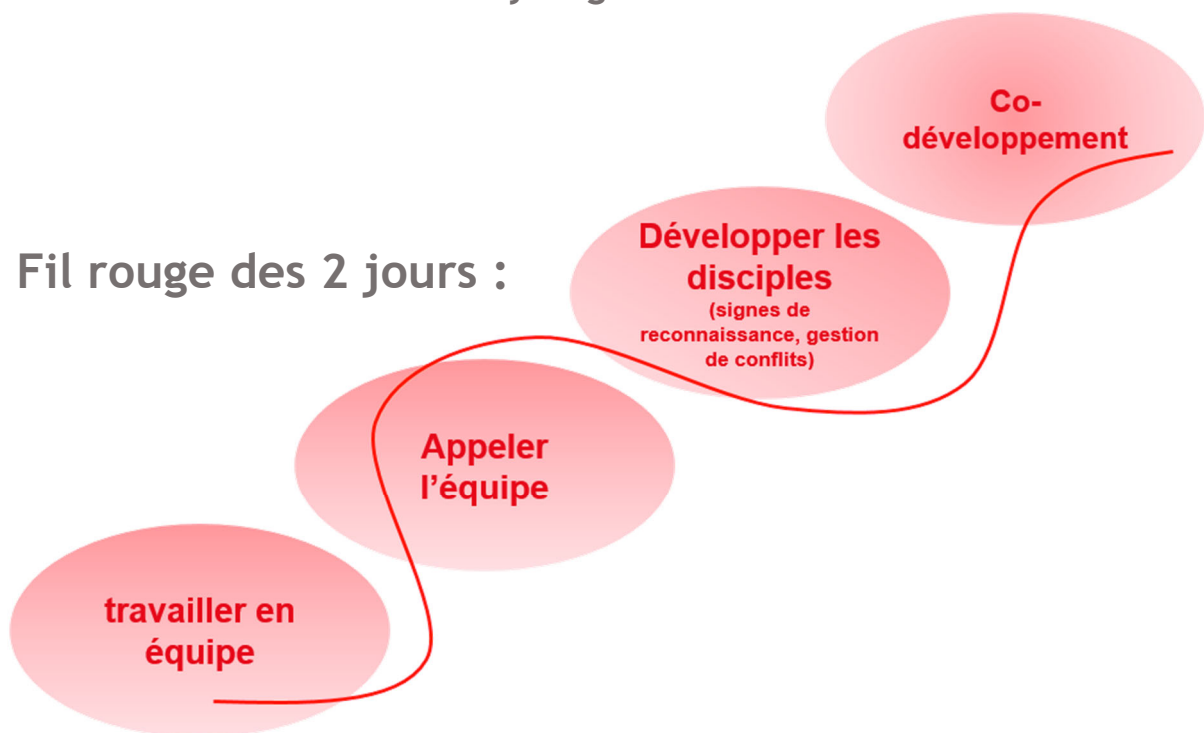 Fil rouge des 2 jours :
Co-
développement
Développer les
disciples
(signes de
reconnaissance, gestion
de conflits)
Appeler
l'équipe
travailler en
équipe